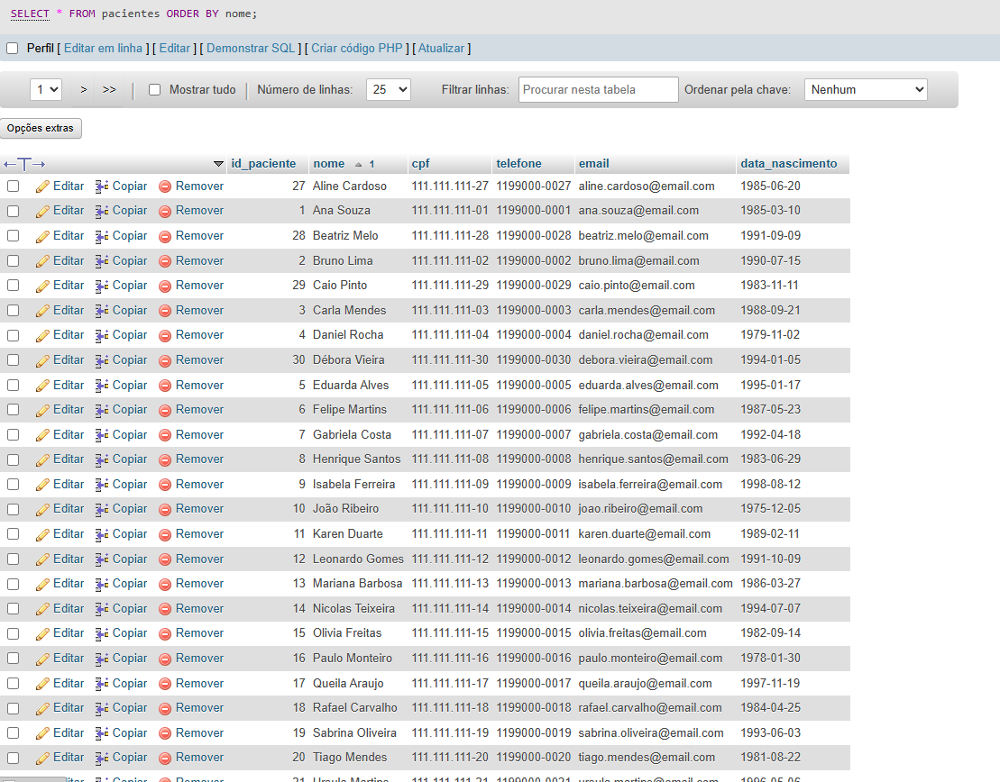 SELECT * FROM pacientes ORDER BY nome;
Perfil [ Editar em linha ] [ Editar ] [ Demonstrar SQL ] [ Criar código PHP ] [ Atualizar ]
1 > >> Mostrar tudo Número de linhas: 25 Filtrar linhas: Procurar nesta tabela Ordenar pela chave: Nenhum
Opções extras
←T→ id_paciente nome 1 cpf telefone email data_nascimento
Editar Copiar Remover 27 Aline Cardoso 111.111.111-27 1199000-0027 aline.cardoso@email.com 1985-06-20
Editar Copiar Remover 1 Ana Souza 111.111.111-01 1199000-0001 ana.souza@email.com 1985-03-10
Editar Copiar Remover 28 Beatriz Melo 111.111.111-28 1199000-0028 beatriz.melo@email.com 1991-09-09
Editar Copiar Remover 2 Bruno Lima 111.111.111-02 1199000-0002 bruno.lima@email.com 1990-07-15
Editar Copiar Remover 29 Caio Pinto 111.111.111-29 1199000-0029 caio.pinto@email.com 1983-11-11
Editar Copiar Remover 3 Carla Mendes 111.111.111-03 1199000-0003 carla.mendes@email.com 1988-09-21
Editar Copiar Remover 4 Daniel Rocha 111.111.111-04 1199000-0004 daniel.rocha@email.com 1979-11-02
Editar Copiar Remover 30 Débora Vieira 111.111.111-30 1199000-0030 debora.vieira@email.com 1994-01-05
Editar Copiar Remover 5 Eduarda Alves 111.111.111-05 1199000-0005 eduarda.alves@email.com 1995-01-17
Editar Copiar Remover 6 Felipe Martins 111.111.111-06 1199000-0006 felipe.martins@email.com 1987-05-23
Editar Copiar Remover 7 Gabriela Costa 111.111.111-07 1199000-0007 gabriela.costa@email.com 1992-04-18
Editar Copiar Remover 8 Henrique Santos 111.111.111-08 1199000-0008 henrique.santos@email.com 1983-06-29
Editar Copiar Remover 9 Isabela Ferreira 111.111.111-09 1199000-0009 isabela.ferreira@email.com 1998-08-12
Editar Copiar Remover 10 João Ribeiro 111.111.111-10 1199000-0010 joao.ribeiro@email.com 1975-12-05
Editar Copiar Remover 11 Karen Duarte 111.111.111-11 1199000-0011 karen.duarte@email.com 1989-02-11
Editar Copiar Remover 12 Leonardo Gomes 111.111.111-12 1199000-0012 leonardo.gomes@email.com 1991-10-09
Editar Copiar Remover 13 Mariana Barbosa 111.111.111-13 1199000-0013 mariana.barbosa@email.com 1986-03-27
Editar Copiar Remover 14 Nicolas Teixeira 111.111.111-14 1199000-0014 nicolas.teixeira@email.com 1994-07-07
Editar Copiar Remover 15 Olivia Freitas 111.111.111-15 1199000-0015 olivia.freitas@email.com 1982-09-14
Editar Copiar Remover 16 Paulo Monteiro 111.111.111-16 1199000-0016 paulo.monteiro@email.com 1978-01-30
Editar Copiar Remover 17 Queila Araujo 111.111.111-17 1199000-0017 queila.araujo@email.com 1997-11-19
Editar Copiar Remover 18 Rafael Carvalho 111.111.111-18 1199000-0018 rafael.carvalho@email.com 1984-04-25
Editar Copiar Remover 19 Sabrina Oliveira 111.111.111-19 1199000-0019 sabrina.oliveira@email.com 1993-06-03
Editar Copiar Remover 20 Tiago Mendes 111.111.111-20 1199000-0020 tiago.mendes@email.com 1981-08-22